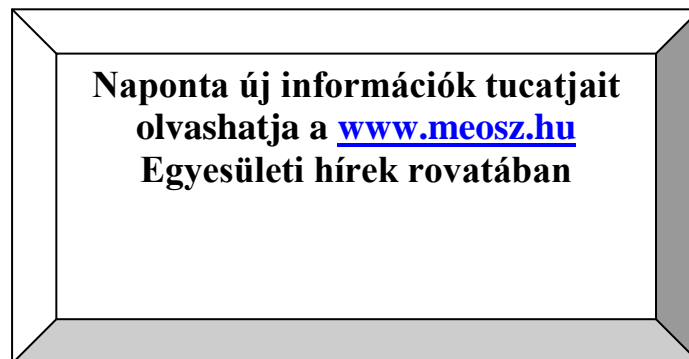 Naponta új információk tucatjait
olvashatja a www.meosz.hu
Egyesületi hírek rovatában